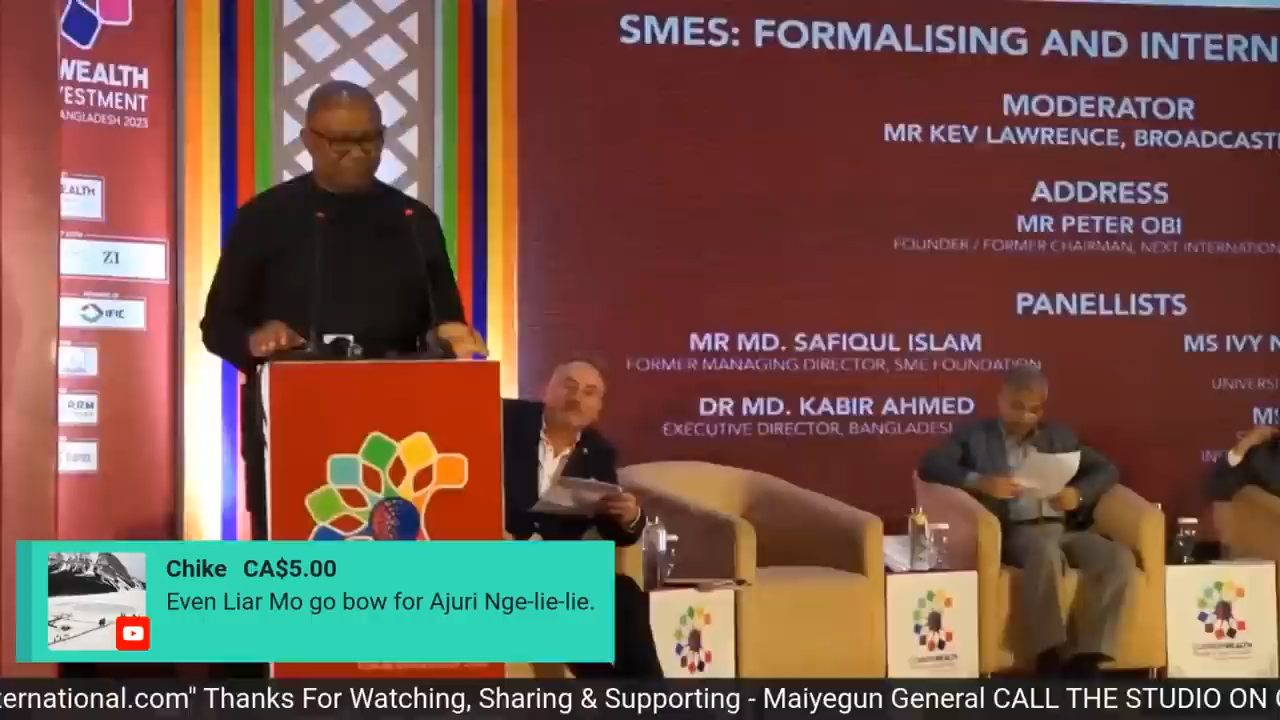 WEALTH
VESTMENT
ANGLADESH 2023
EALTH
ZI
IFIC
SMES: FORMALISING AND INTERN
MODERATOR
MR KEV LAWRENCE, BROADCAST
ADDRESS
MR PETER OBI
FOUNDER / FORMER CHAIRMAN, NEXT INTERNATION
PANELLISTS
MR MD. SAFIQUL ISLAM
FORMER MANAGING DIRECTOR, SME FOUNDATION
MS IVY N
UNIVERSI
DR MD. KABIR AHMED
EXECUTIVE DIRECTOR, BANGLADESI
Chike CA$5.00
Even Liar Mo go bow for Ajuri Nge-lie-lie.
ternational.com" Thanks For Watching, Sharing & Supporting - Maiyegun General CALL THE STUDIO ON